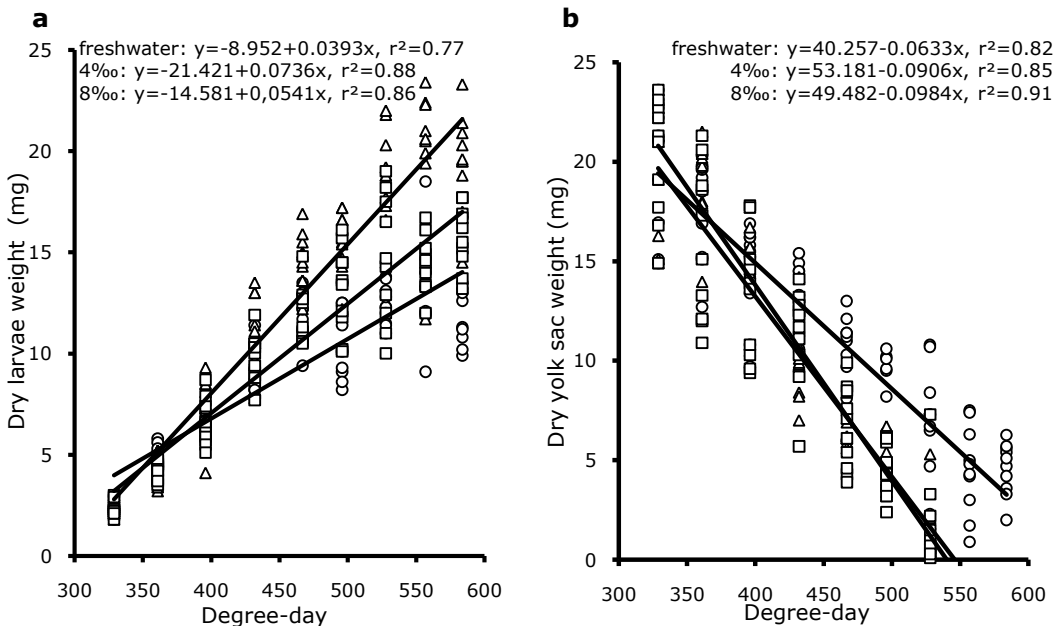 a
freshwater: y=-8.952+0.0393x, r²=0.77
4‰: y=-21.421+0.0736x, r²=0.88
8‰: y=-14.581+0,0541x, r²=0.86
Dry larvae weight (mg)
25
20
15
10
5
0
300 350 400 450 500 550 600
Degree-day
b
freshwater: y=40.257-0.0633x, r²=0.82
4‰: y=53.181-0.0906x, r²=0.85
8‰: y=49.482-0.0984x, r²=0.91
Dry yolk sac weight (mg)
25
20
15
10
5
0
300 350 400 450 500 550 600
Degree-day